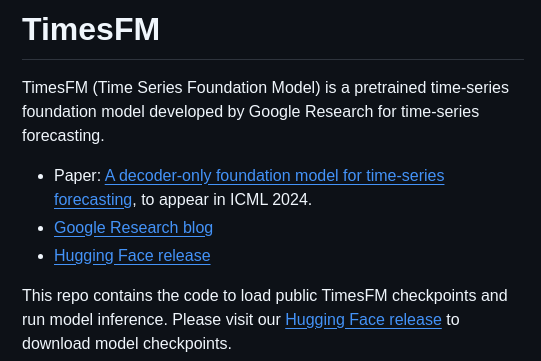 TimesFM
TimesFM (Time Series Foundation Model) is a pretrained time-series
foundation model developed by Google Research for time-series
forecasting.
• Paper: A decoder-only foundation model for time-series
forecasting, to appear in ICML 2024.
• Google Research blog
• Hugging Face release
This repo contains the code to load public TimesFM checkpoints and
run model inference. Please visit our Hugging Face release to
download model checkpoints.